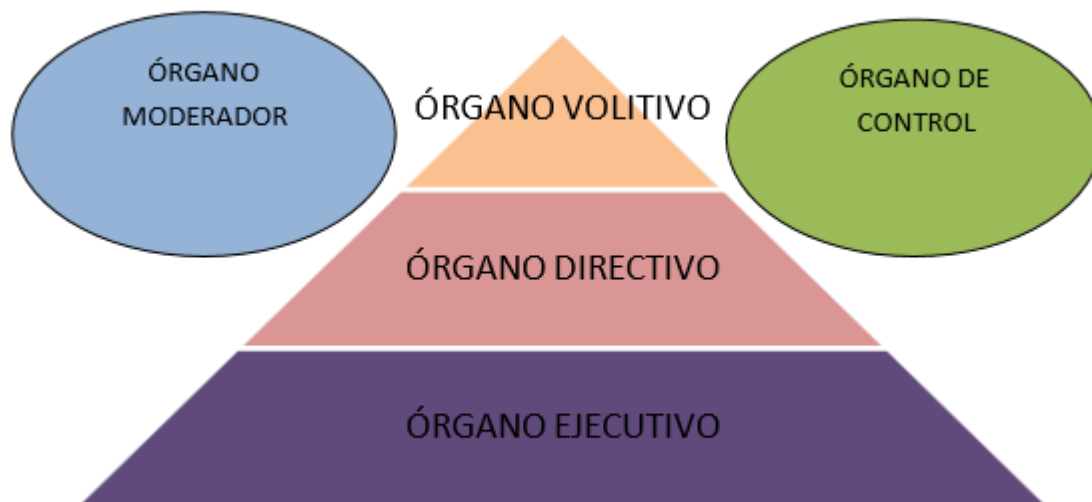 ÓRGANO
MODERADOR
ÓRGANO VOLITIVO
ÓRGANO DE
CONTROL
ÓRGANO DIRECTIVO
ÓRGANO EJECUTIVO